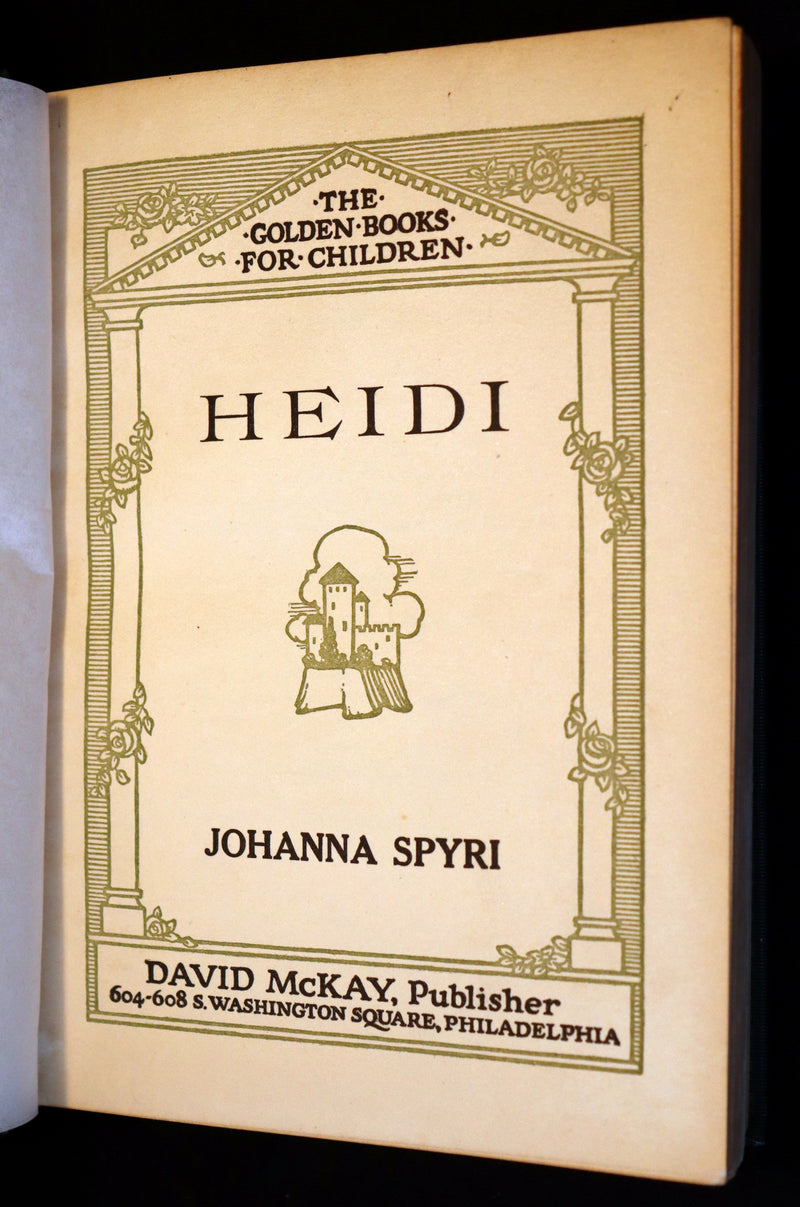 ·THE·
·GOLDEN·BOOKS·
·FOR·CHILDREN·
HEIDI
JOHANNA SPYRI
DAVID McKAY, Publisher
604-608 S. WASHINGTON SQUARE, PHILADELPHIA